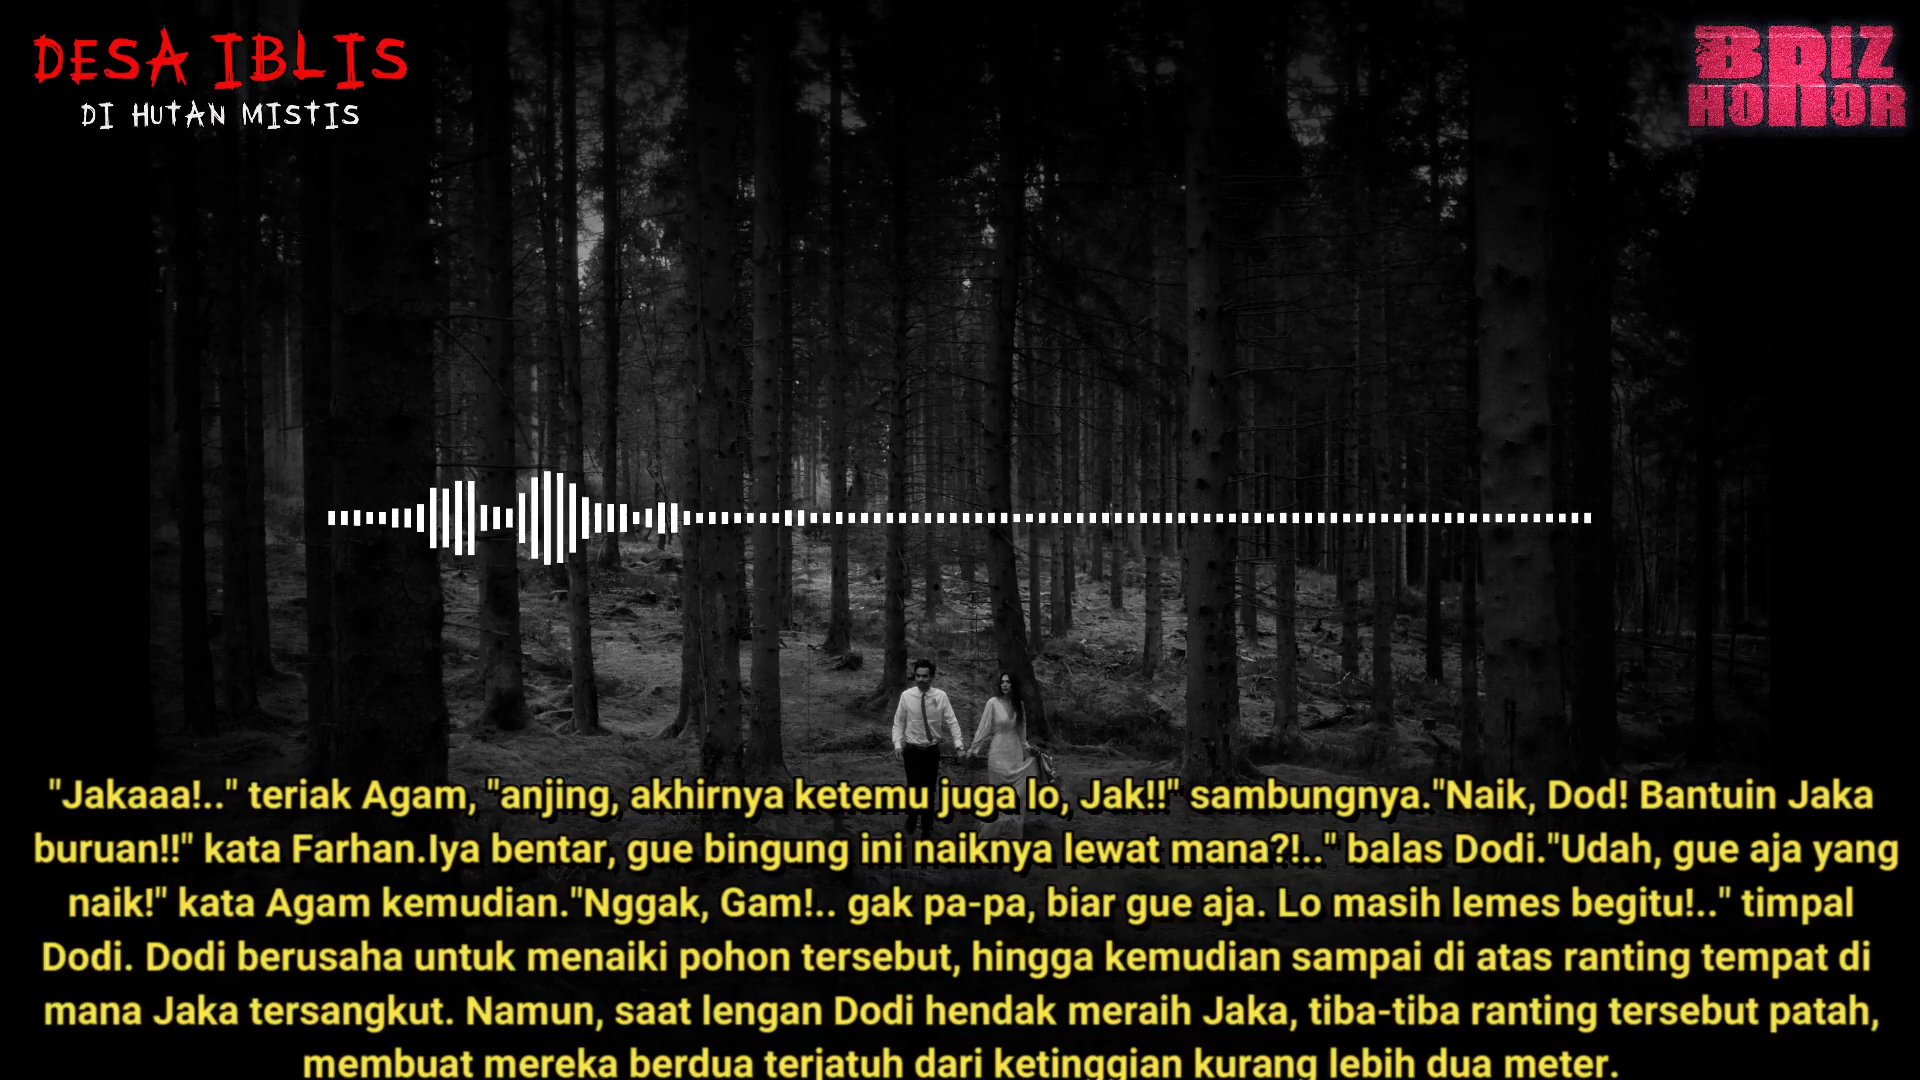 DESA IBLIS
DI HUTAN MISTIS
BRIZ
HORROR
"Jakaaa!.." teriak Agam, "anjing, akhirnya ketemu juga lo, Jak!!" sambungnya."Naik, Dod! Bantuin Jaka
buruan!!" kata Farhan.Iya bentar, gue bingung ini naiknya lewat mana?!.." balas Dodi."Udah, gue aja yang
naik!" kata Agam kemudian."Nggak, Gam!.. gak pa-pa, biar gue aja. Lo masih lemes begitu!.." timpal
Dodi. Dodi berusaha untuk menaiki pohon tersebut, hingga kemudian sampai di atas ranting tempat di
mana Jaka tersangkut. Namun, saat lengan Dodi hendak meraih Jaka, tiba-tiba ranting tersebut patah,
membuat mereka berdua terjatuh dari ketinggian kurang lebih dua meter.